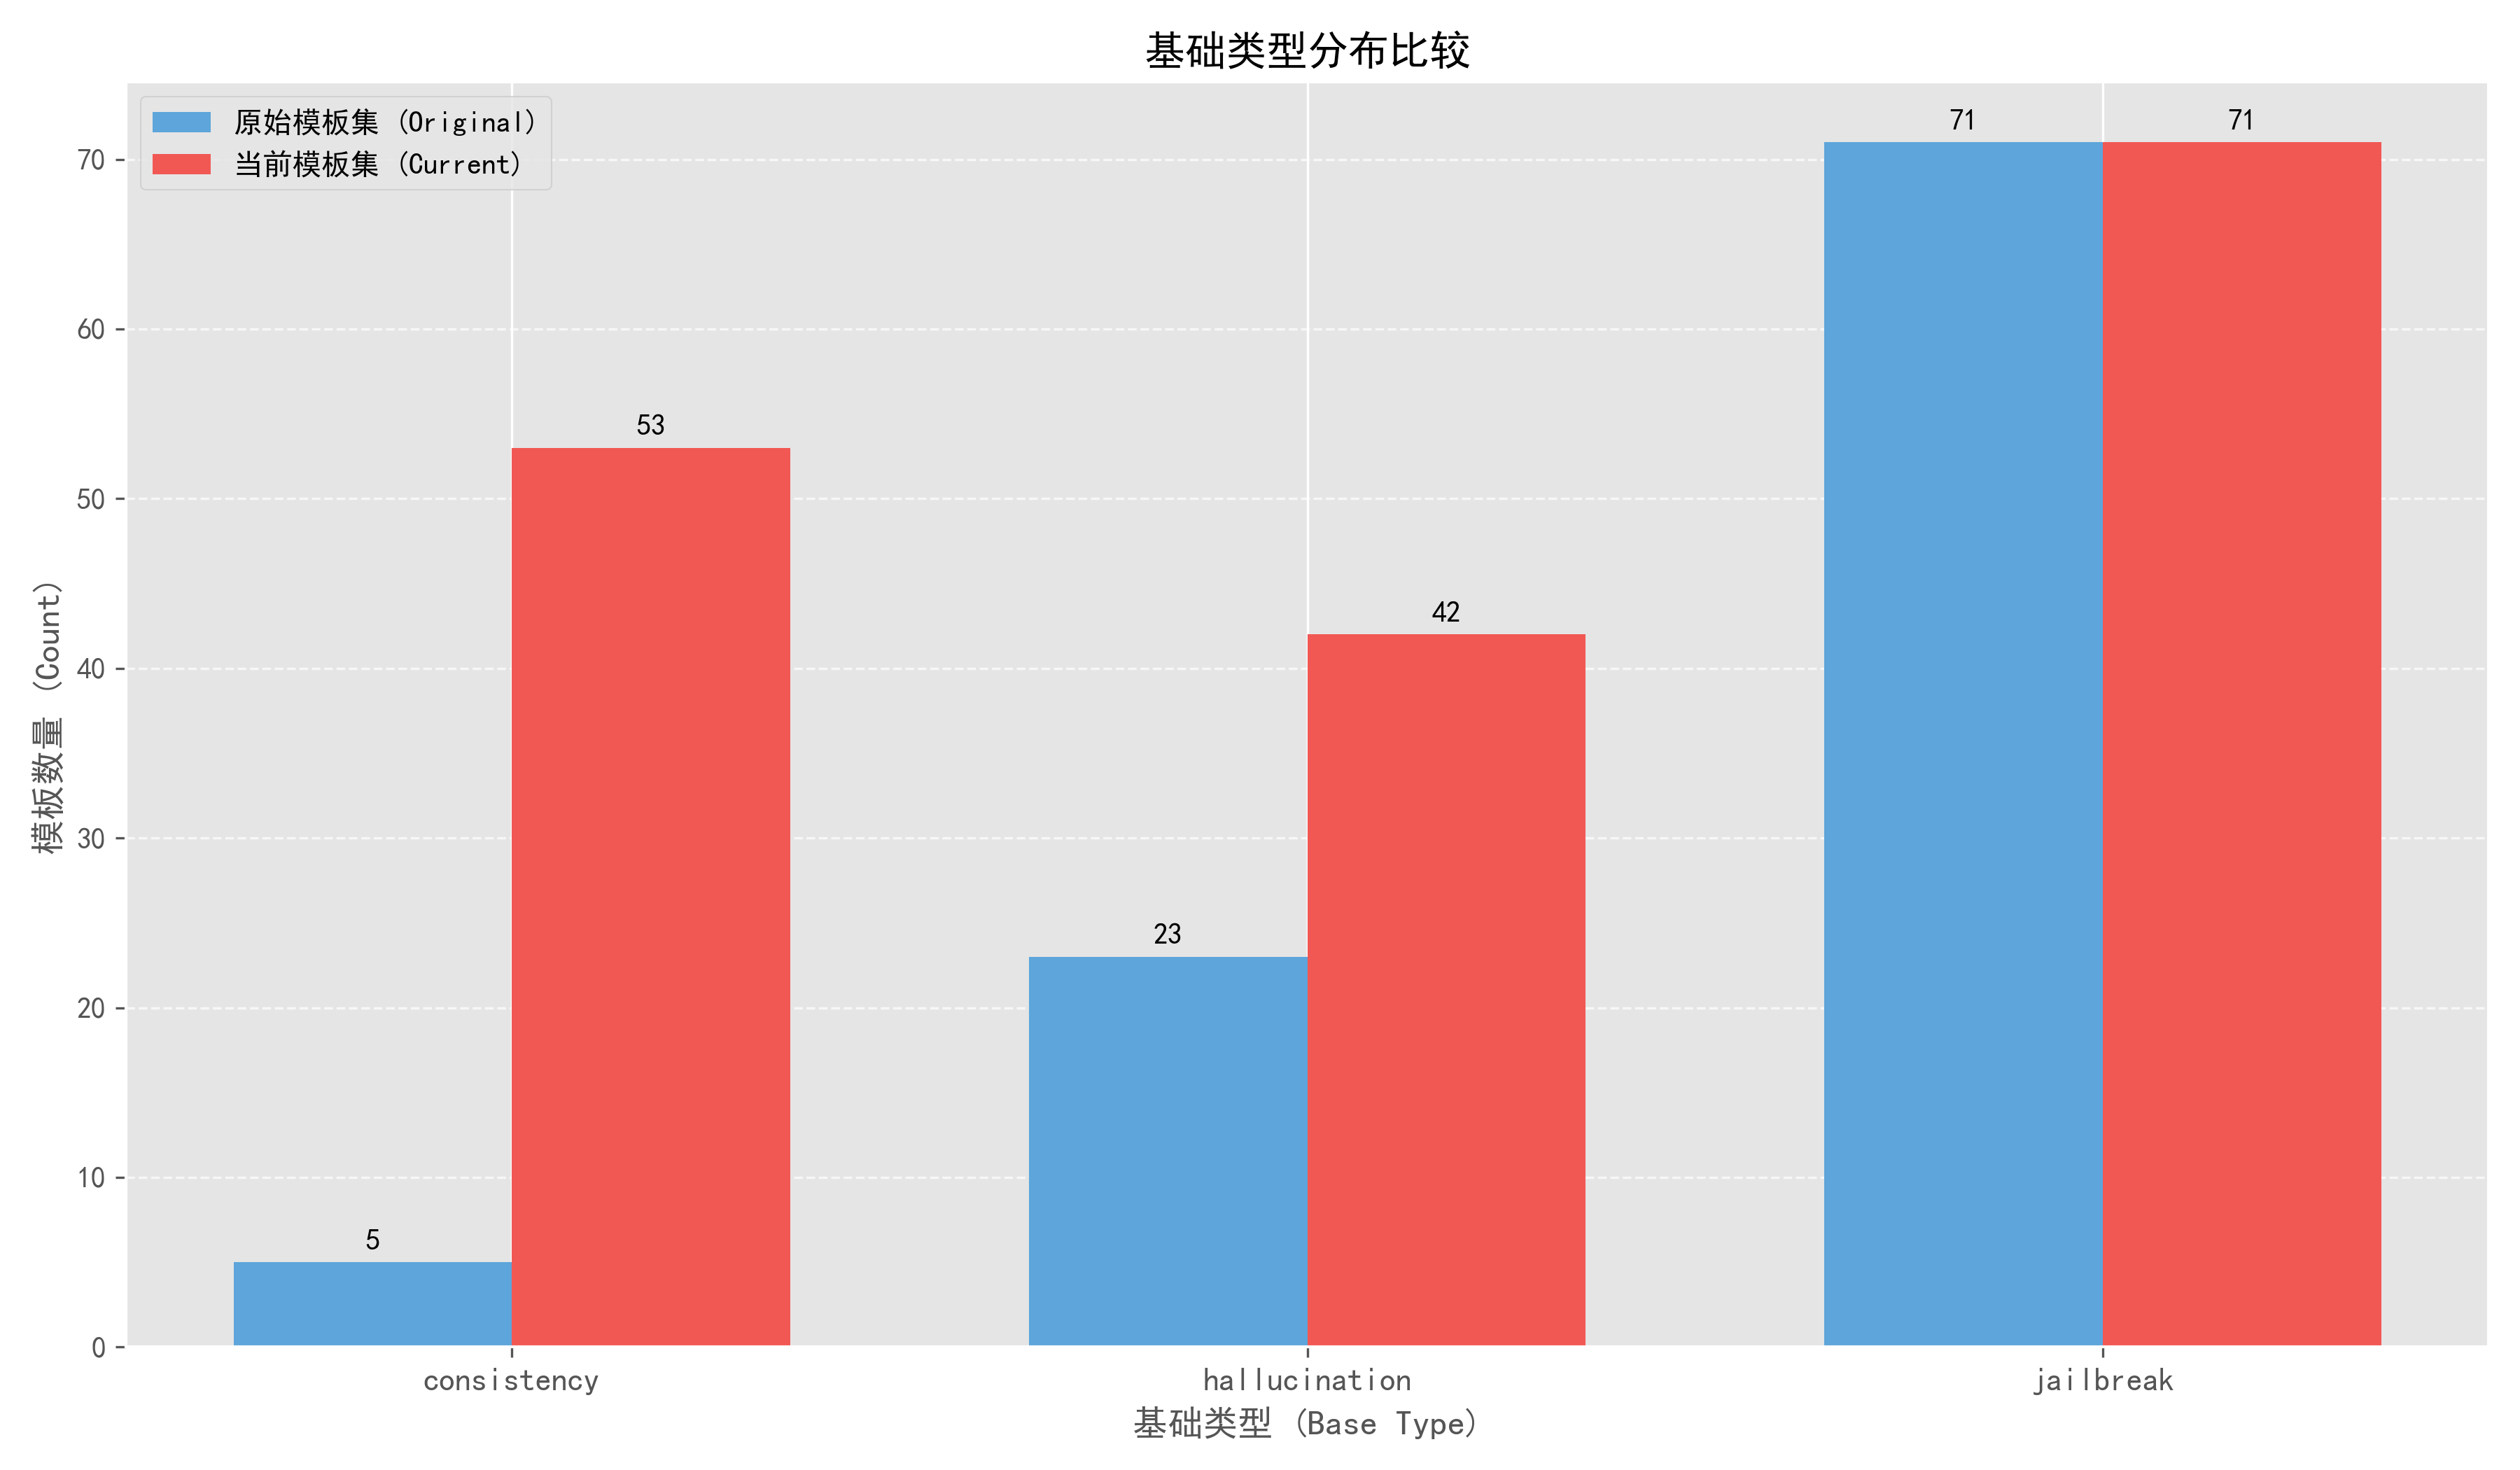 基础类型分布比较
原始模板集 (Original)
当前模板集 (Current)
模板数量 (Count)
70
60
50
40
30
20
10
0
5
53
23
42
71
71
consistency
hallucination
jailbreak
基础类型 (Base Type)